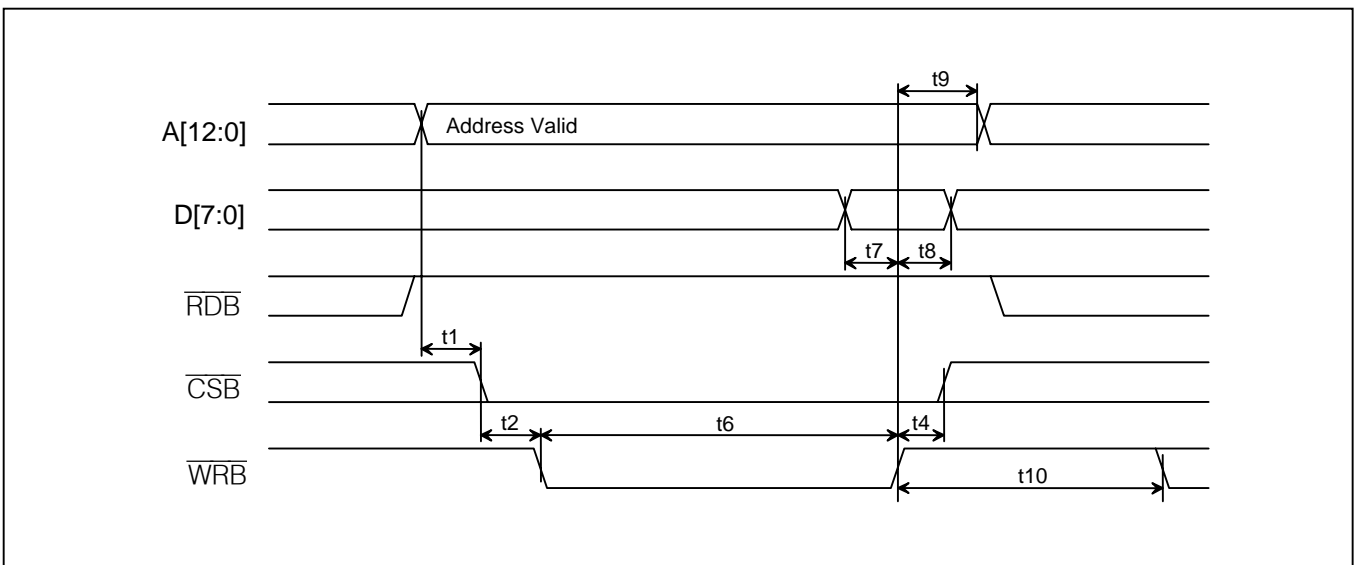 t9
A[12:0]
Address Valid
D[7:0]
t7
t8
RDB
t1
CSB
t2
t6
t4
WRB
t10